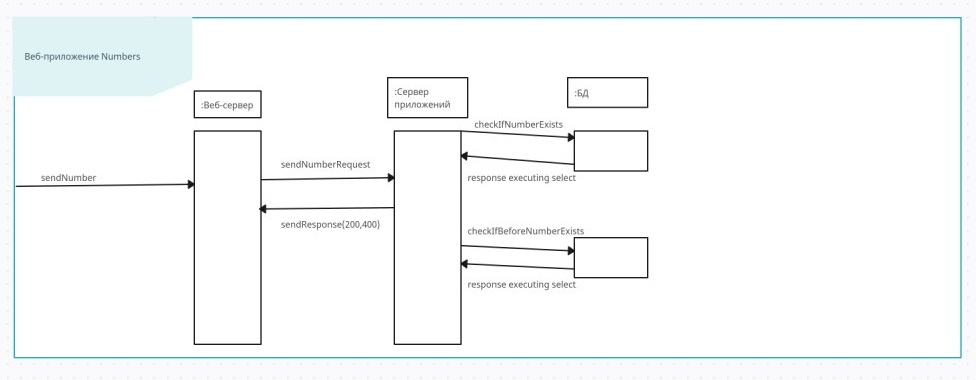 Веб-приложение Numbers
:Веб-сервер
:Сервер
приложений
:БД
checkIfNumberExists
sendNumber
sendNumberRequest
response executing select
sendResponse(200,400)
checkIfBeforeNumberExists
response executing select